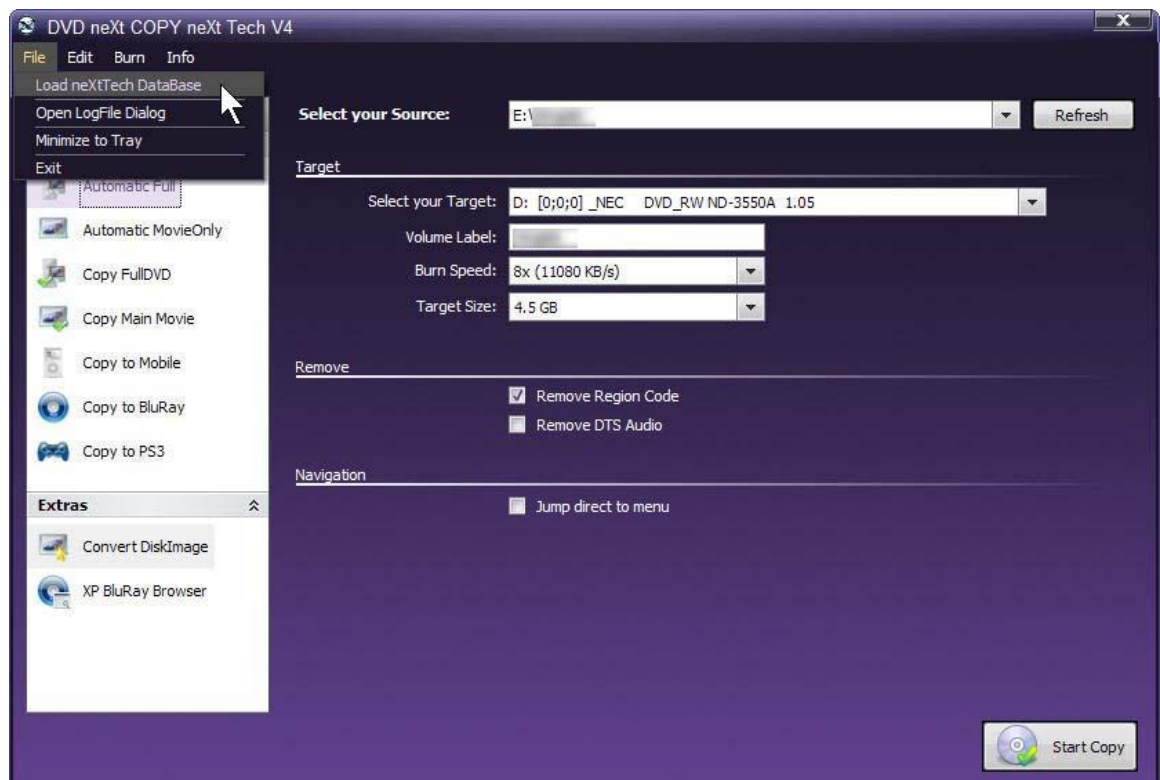 DVD neXt COPY neXt Tech V4
X
File Edit Burn Info
Load neXtTech DataBase
Open LogFile Dialog
Minimize to Tray
Exit
Select your Source: E:\ Refresh
Target
Select your Target: D: [0;0;0] _NEC DVD_RW ND-3550A 1.05
Volume Label:
Burn Speed: 8x (11080 KB/s)
Target Size: 4.5 GB
Remove
Remove Region Code
Remove DTS Audio
Navigation
Jump direct to menu
Automatic Full
Automatic MovieOnly
Copy FullDVD
Copy Main Movie
Copy to Mobile
Copy to BluRay
Copy to PS3
Extras
Convert DiskImage
XP BluRay Browser
Start Copy